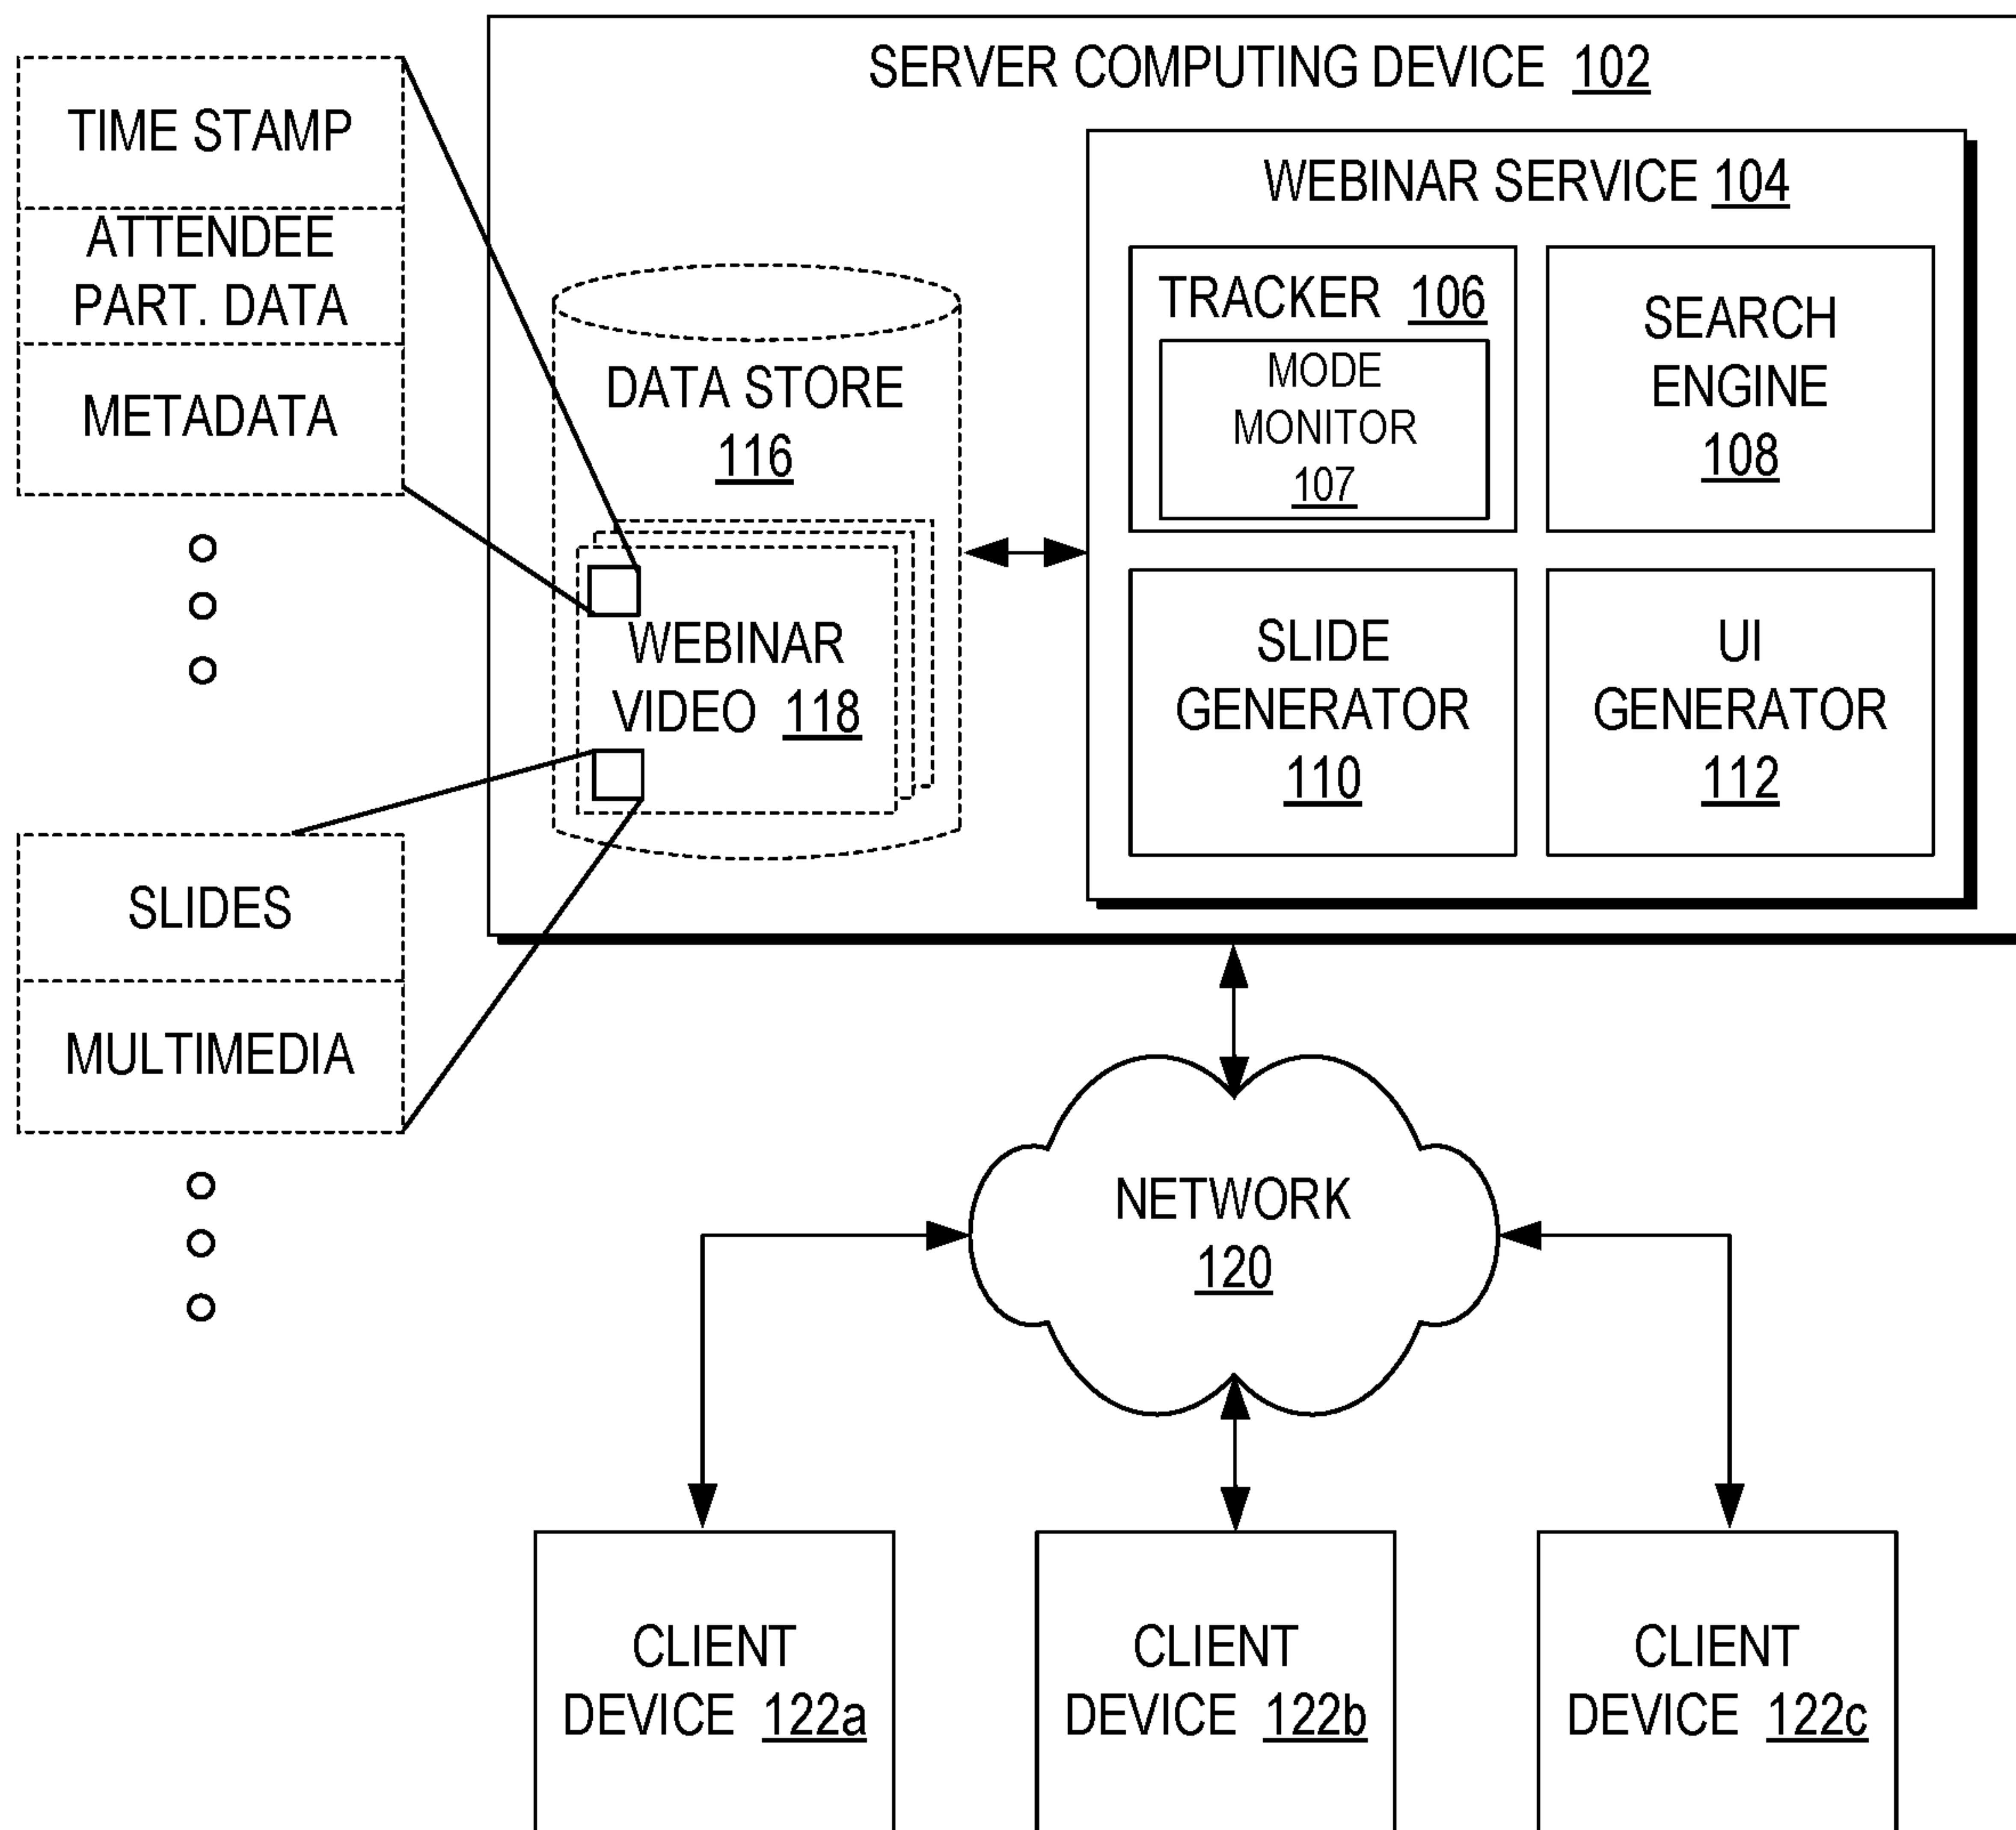 SERVER COMPUTING DEVICE 102
TIME STAMP
ATTENDEE
PART. DATA
METADATA
SLIDES
MULTIMEDIA
DATA STORE
116
WEBINAR
VIDEO 118
WEBINAR SERVICE 104
TRACKER 106
MODE
MONITOR
107
SEARCH
ENGINE
108
SLIDE
GENERATOR
110
UI
GENERATOR
112
NETWORK
120
CLIENT
DEVICE 122a
CLIENT
DEVICE 122b
CLIENT
DEVICE 122c